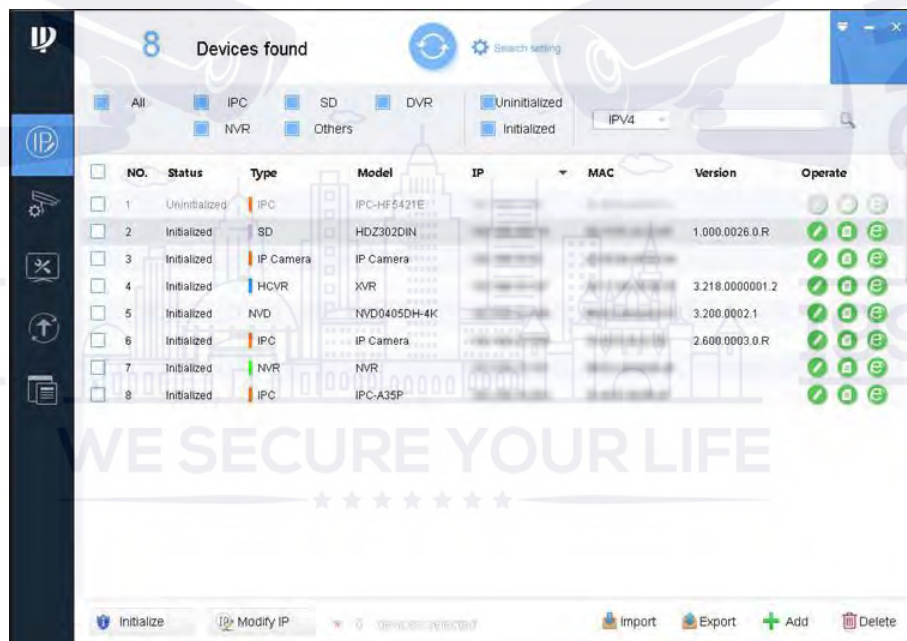 8 Devices found Search setting
All IPC SD DVR Uninitialized
NVR Others Initialized IPV4
NO. Status Type Model IP MAC Version Operate
1 Uninitialized IPC IPC-HF5421E
2 Initialized SD HDZ302DIN 1.000.0026.0.R
3 Initialized IP Camera IP Camera
4 Initialized HCVR XVR 3.218.0000001.2
5 Initialized NVD NVD0405DH-4K 3.200.0002.1
6 Initialized IPC IP Camera 2.600.0003.0.R
7 Initialized NVR NVR
8 Initialized IPC IPC-A35P
WE SECURE YOUR LIFE
Initialize Modify IP 0 devices selected Import Export Add Delete